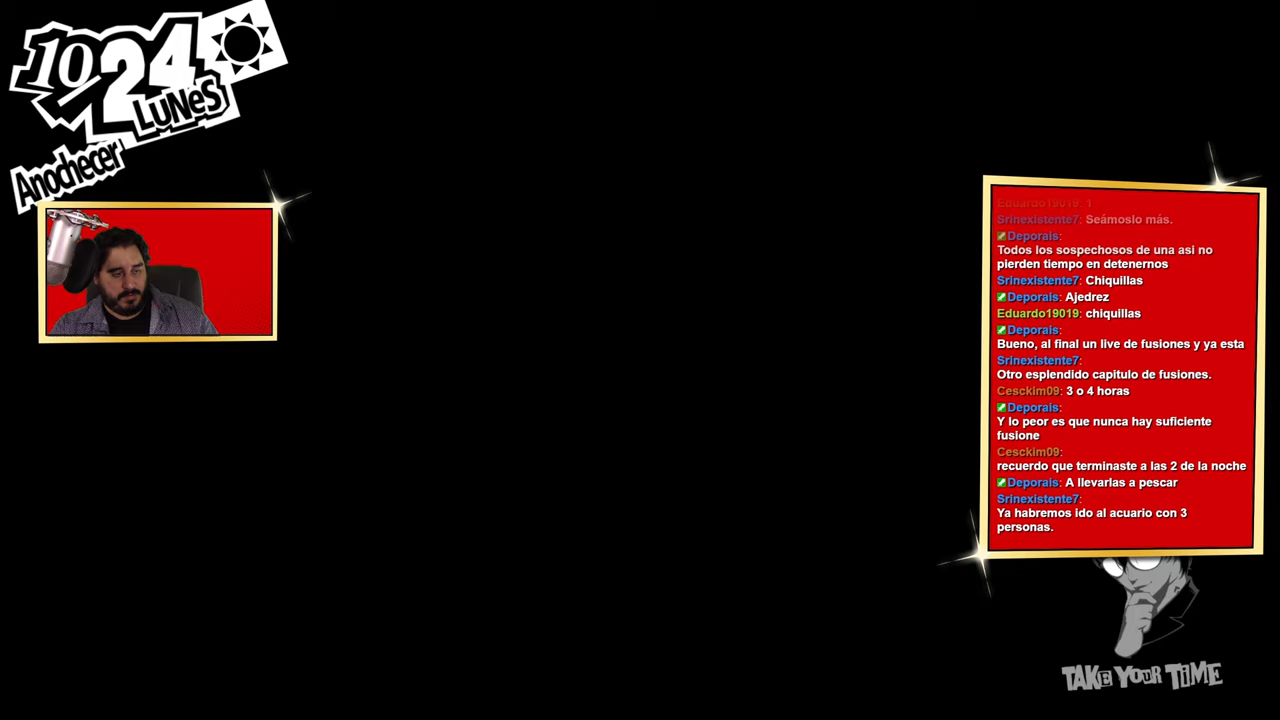 10/24
LUNeS
Anochecer
Eduardo19019: 1
Srinexistente7: Seámoslo más.
Deporais:
Todos los sospechosos de una asi no
pierden tiempo en detenernos
Srinexistente7: Chiquillas
Deporais: Ajedrez
Eduardo19019: chiquillas
Deporais:
Bueno, al final un live de fusiones y ya esta
Srinexistente7:
Otro esplendido capitulo de fusiones.
Cesckim09: 3 o 4 horas
Deporais:
Y lo peor es que nunca hay suficiente
fusione
Cesckim09:
recuerdo que terminaste a las 2 de la noche
Deporais: A llevarlas a pescar
Srinexistente7:
Ya habremos ido al acuario con 3
personas.
TAKE YOUR TiME